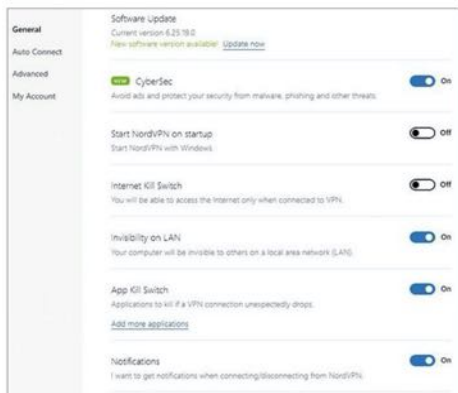 General
Auto Connect
Advanced
My Account
Software Update
Current version 6.23.19.0
New software version available! Update now
NEW CyberSec On
Avoid ads and protect your security from malware, phishing and other threats.
Start NordVPN on startup Off
Start NordVPN with Windows.
Internet Kill Switch Off
You will be able to access the Internet only when connected to VPN.
Invisibility on LAN On
Your computer will be invisible to others on a local area network (LAN).
App Kill Switch On
Applications to kill if a VPN connection unexpectedly drops.
Add more applications
Notifications On
I want to get notifications when connecting/disconnecting from NordVPN.